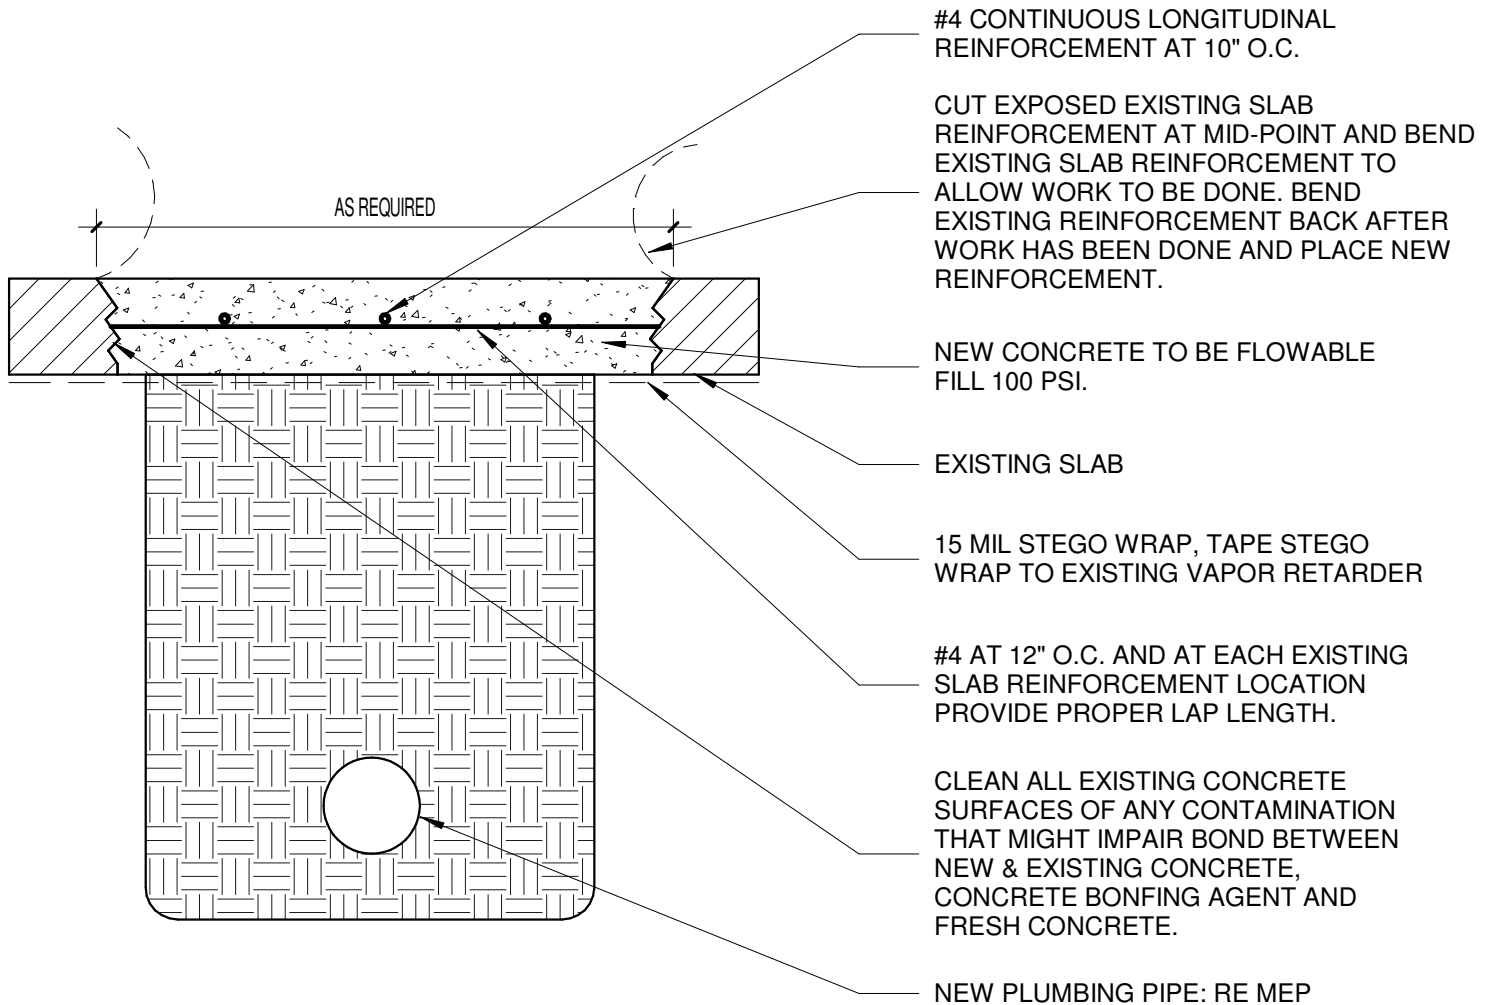 #4 CONTINUOUS LONGITUDINAL
REINFORCEMENT AT 10" O.C.
CUT EXPOSED EXISTING SLAB
REINFORCEMENT AT MID-POINT AND BEND
EXISTING SLAB REINFORCEMENT TO
ALLOW WORK TO BE DONE. BEND
EXISTING REINFORCEMENT BACK AFTER
WORK HAS BEEN DONE AND PLACE NEW
REINFORCEMENT.
AS REQUIRED
NEW CONCRETE TO BE FLOWABLE
FILL 100 PSI.
EXISTING SLAB
15 MIL STEGO WRAP, TAPE STEGO
WRAP TO EXISTING VAPOR RETARDER
#4 AT 12" O.C. AND AT EACH EXISTING
SLAB REINFORCEMENT LOCATION
PROVIDE PROPER LAP LENGTH.
CLEAN ALL EXISTING CONCRETE
SURFACES OF ANY CONTAMINATION
THAT MIGHT IMPAIR BOND BETWEEN
NEW & EXISTING CONCRETE,
CONCRETE BONFING AGENT AND
FRESH CONCRETE.
NEW PLUMBING PIPE: RE MEP